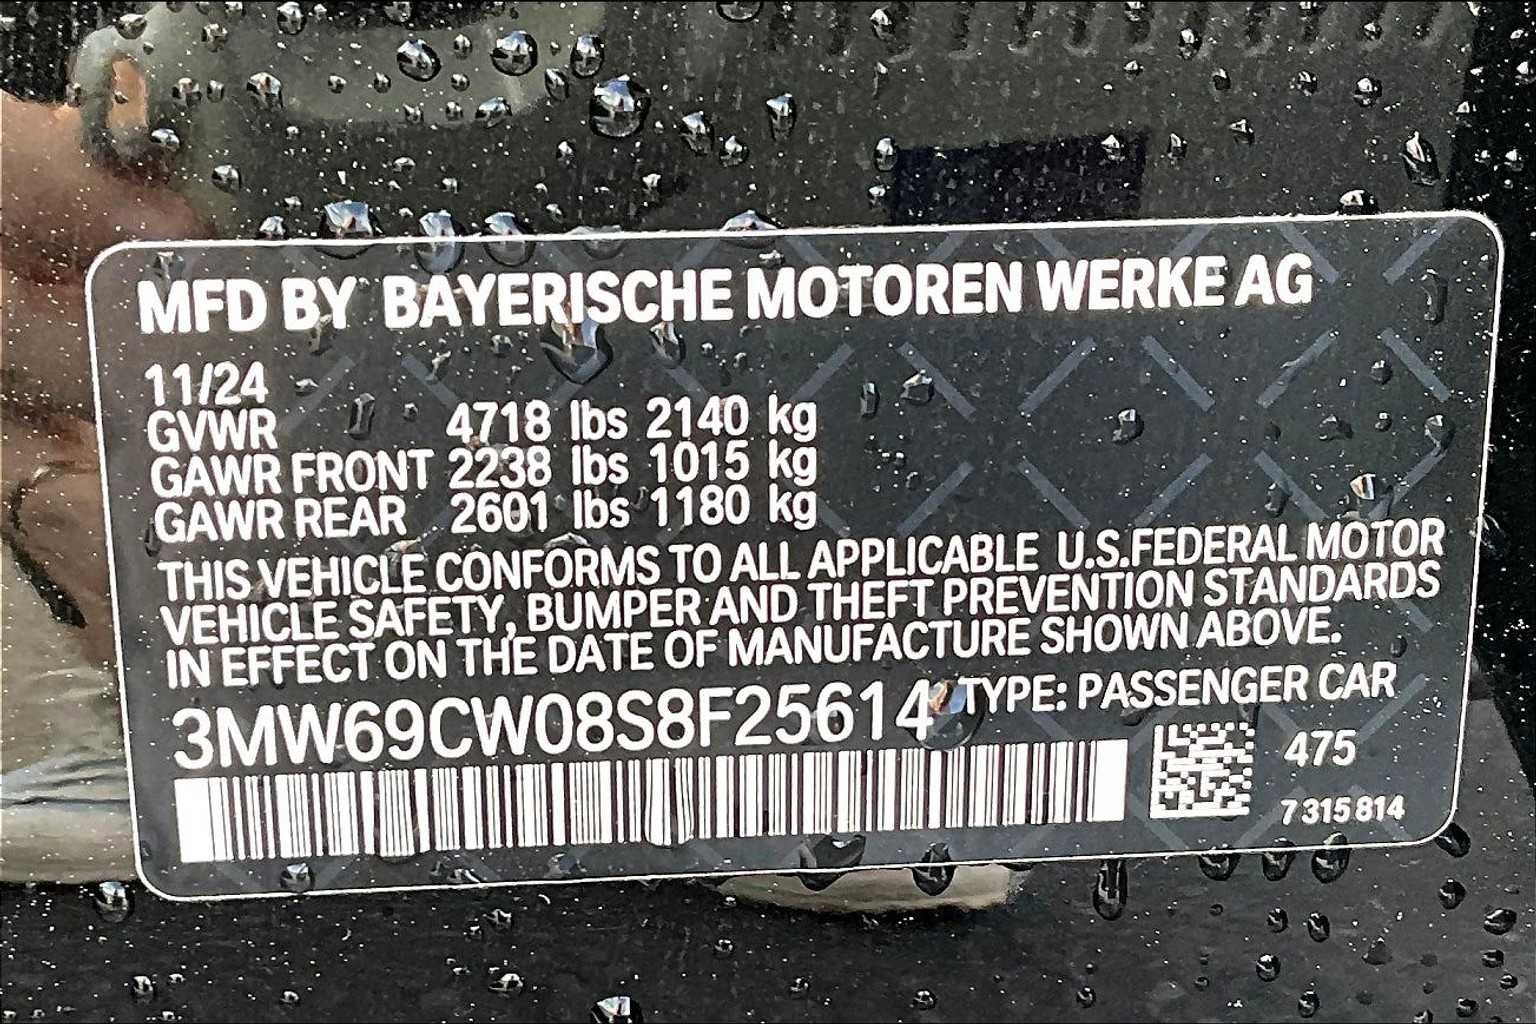 MFD BY BAYERISCHE MOTOREN WERKE AG
11/24
GVWR 4718 lbs 2140 kg
GAWR FRONT 2238 lbs 1015 kg
GAWR REAR 2601 lbs 1180 kg
THIS VEHICLE CONFORMS TO ALL APPLICABLE U.S.FEDERAL MOTOR
VEHICLE SAFETY, BUMPER AND THEFT PREVENTION STANDARDS
IN EFFECT ON THE DATE OF MANUFACTURE SHOWN ABOVE.
3MW69CW08S8F25614 TYPE: PASSENGER CAR
475
7 315 814